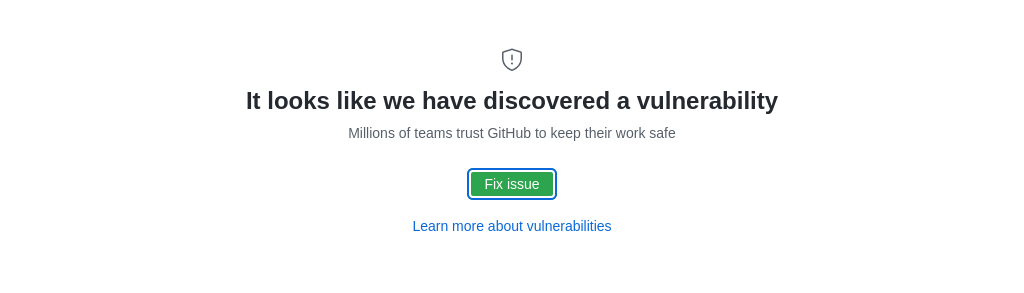 It looks like we have discovered a vulnerability
Millions of teams trust GitHub to keep their work safe
Fix issue
Learn more about vulnerabilities